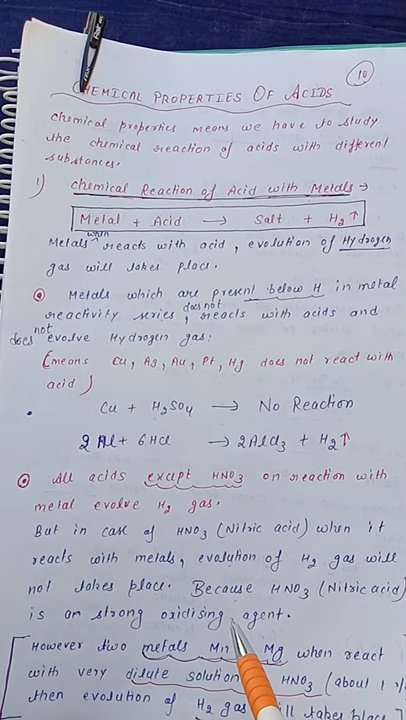 10
CHEMICAL PROPERTIES OF ACIDS
chemical properties means we have to study
the chemical reaction of acids with different
substances.
1) chemical Reaction of Acid with Metals →
Metal + Acid → Salt + H₂↑
Metals when reacts with acid, evolution of Hydrogen
gas will takes place.
Metals which are present below H in metal
reactivity series, does not reacts with acids and
does not evolve Hydrogen gas:
(means Cu, Ag, Au, Pt, Hg does not react with
acid)
Cu + H₂SO₄ → No Reaction
2Al + 6HCl → 2AlCl₃ + H₂↑
All acids except HNO₃ on reaction with
metal evolve H₂ gas.
But in case of HNO₃ (Nitric acid) when it
reacts with metals, evolution of H₂ gas will
not takes place. Because HNO₃ (Nitric acid)
is an strong oxidising agent.
[However two metals Mn Mg when react
with very dilute solution HNO₃ (about 1
then evolution of H₂ gas will takes place]